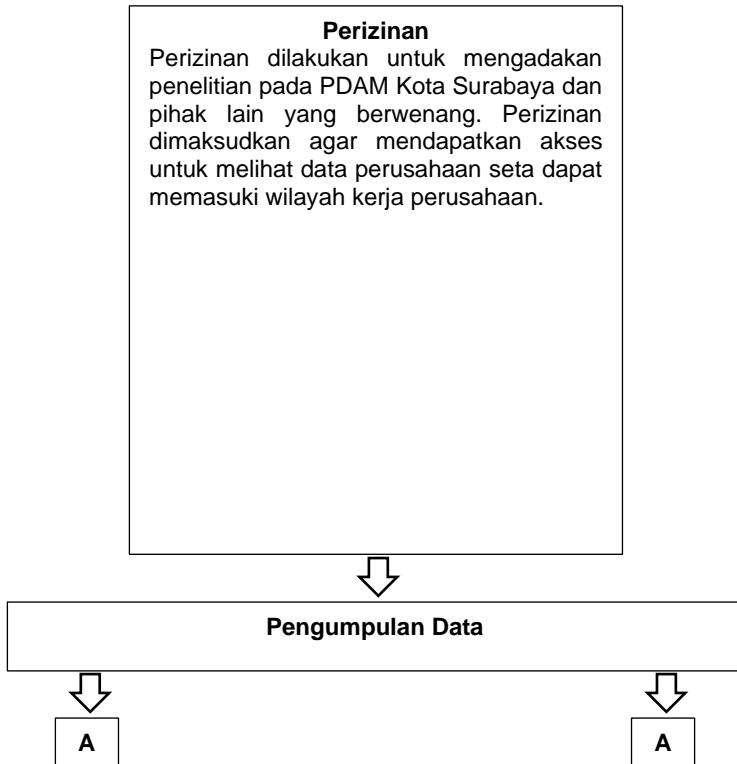 Perizinan
Perizinan dilakukan untuk mengadakan
penelitian pada PDAM Kota Surabaya dan
pihak lain yang berwenang. Perizinan
dimaksudkan agar mendapatkan akses
untuk melihat data perusahaan seta dapat
memasuki wilayah kerja perusahaan.
Pengumpulan Data
A
A